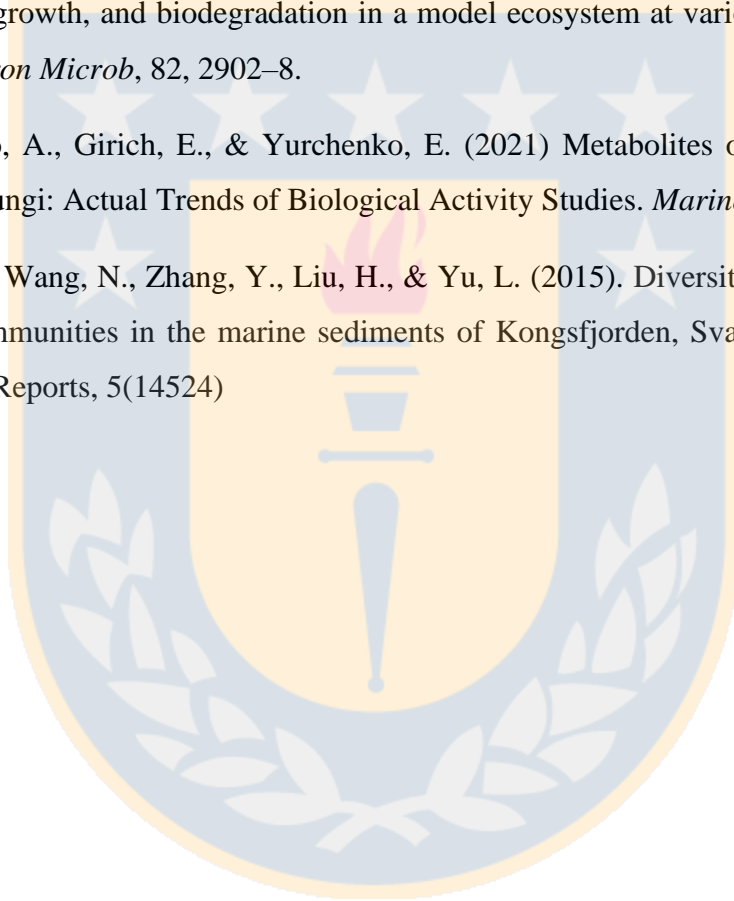 growth, and biodegradation in a model ecosystem at vario
on Microb, 82, 2902–8.
, A., Girich, E., & Yurchenko, E. (2021) Metabolites o
ungi: Actual Trends of Biological Activity Studies. Marine
Wang, N., Zhang, Y., Liu, H., & Yu, L. (2015). Diversit
mmunities in the marine sediments of Kongsfjorden, Sva
Reports, 5(14524)